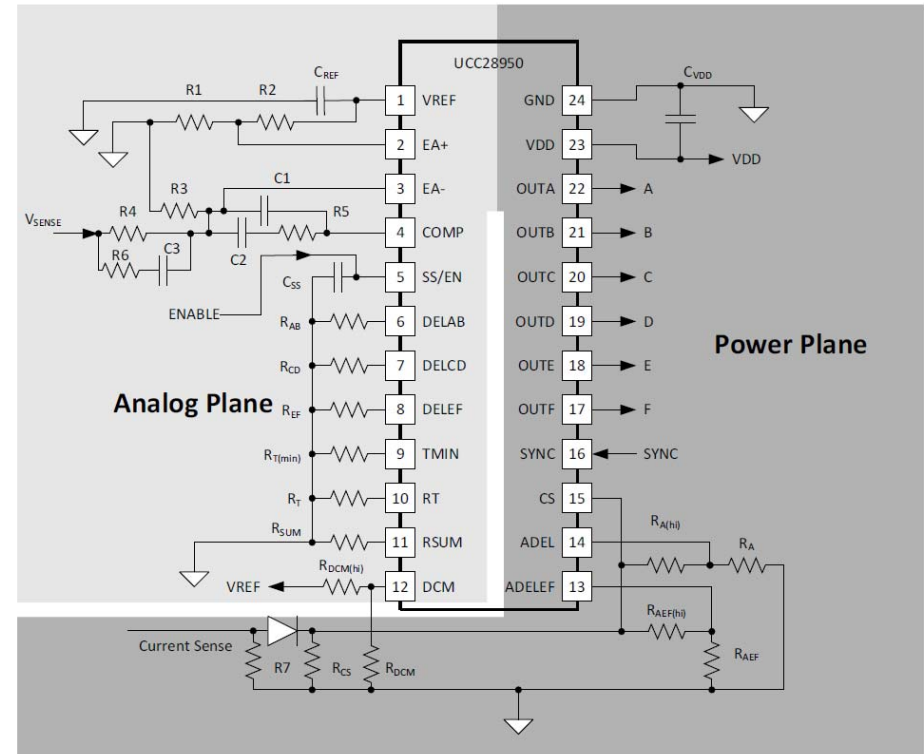 UCC28950
CREF
CVDD
R1
R2
1
VREF
GND
24
2
EA+
VDD
23
VDD
C1
3
EA-
OUTA
22
A
R3
VSENSE
R4
R5
4
COMP
OUTB
21
B
R6
C3
C2
CSS
5
SS/EN
OUTC
20
C
ENABLE
RAB
6
DELAB
OUTD
19
D
Power Plane
RCD
7
DELCD
OUTE
18
E
Analog Plane
REF
8
DELEF
OUTF
17
F
RT(min)
9
TMIN
SYNC
16
SYNC
RT
10
RT
CS
15
RSUM
11
RSUM
ADEL
14
RA(hi)
RA
RDCM(hi)
VREF
12
DCM
ADELEF
13
RAEF(hi)
Current Sense
R7
RCS
RDCM
RAEF